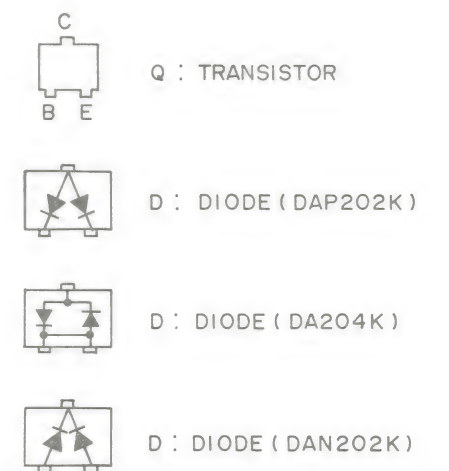 C
Q : TRANSISTOR
B E
D : DIODE ( DAP202K )
D : DIODE ( DA204K )
D : DIODE ( DAN202K )